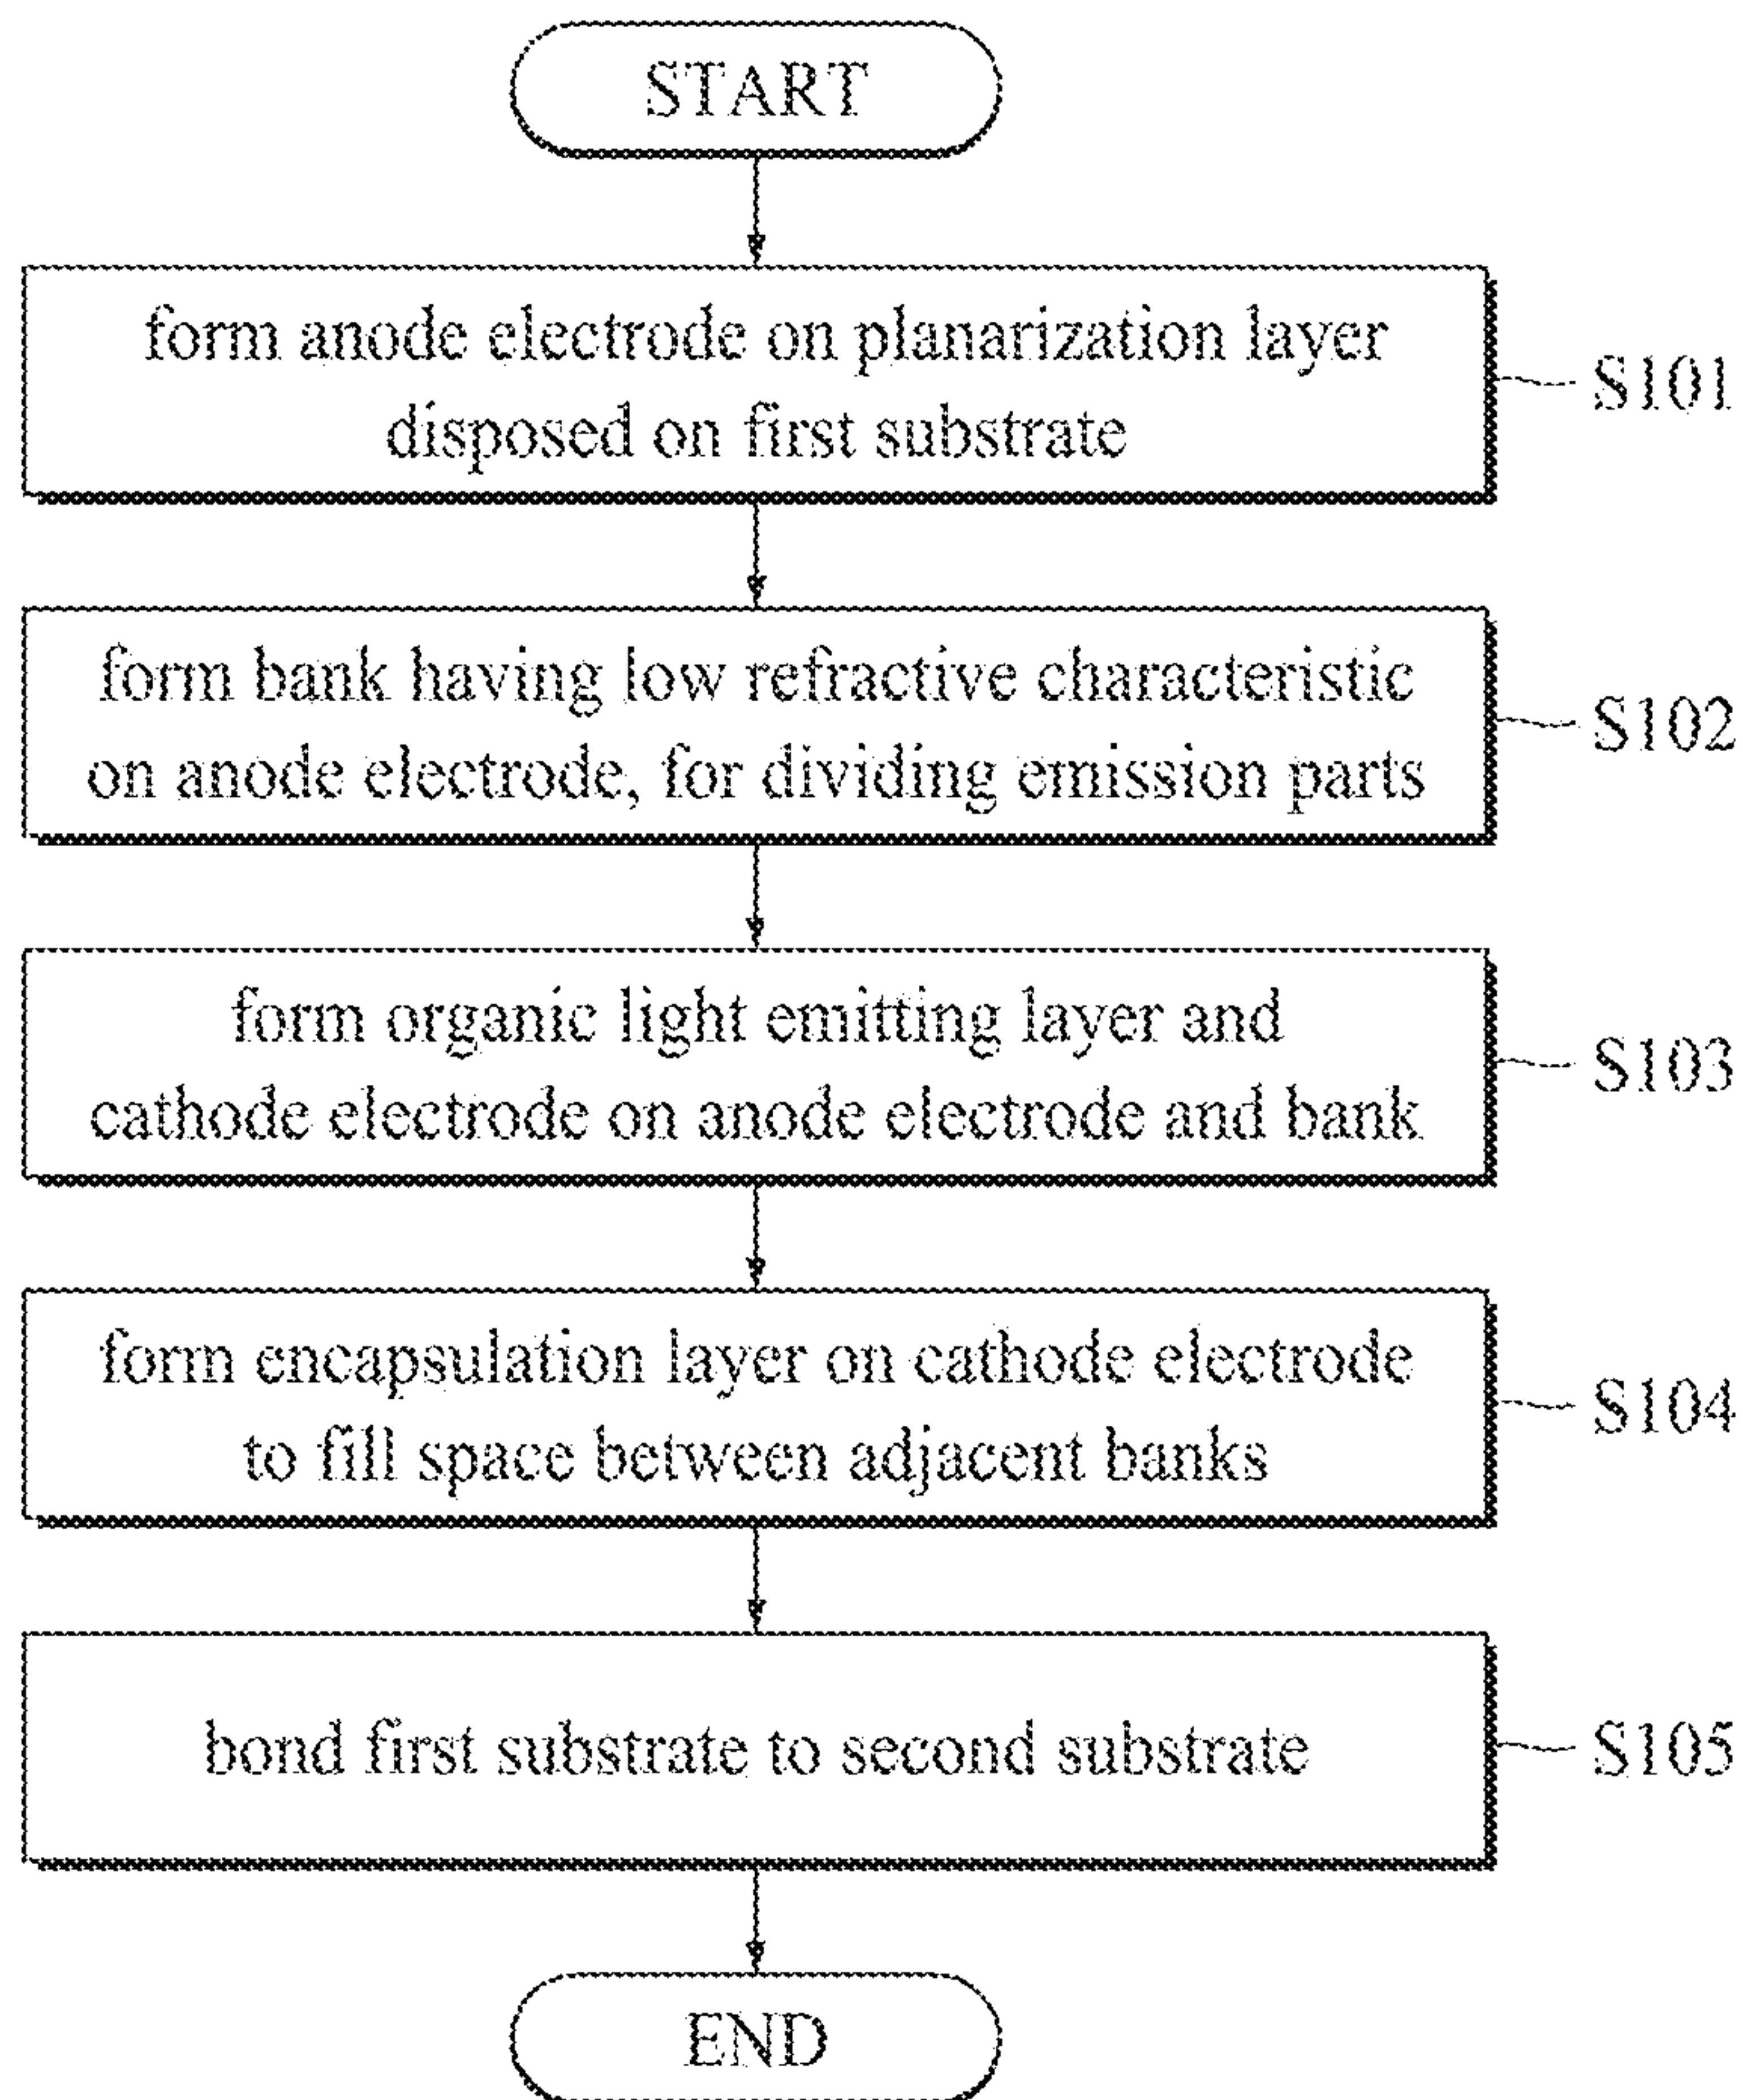 START
form anode electrode on planarization layer
disposed on first substrate
S101
form bank having low refractive characteristic
on anode electrode, for dividing emission parts
S102
form organic light emitting layer and
cathode electrode on anode electrode and bank
S103
form encapsulation layer on cathode electrode
to fill space between adjacent banks
S104
bond first substrate to second substrate
S105
END